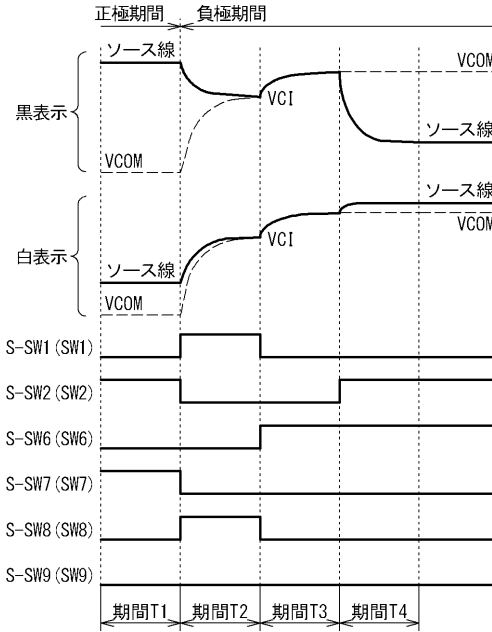 正極期間 負極期間
ソース線
VCOM
VCI
黒表示
ソース線
VCOM
ソース線
VCOM
白表示
VCI
ソース線
VCOM
S-SW1(SW1)
S-SW2(SW2)
S-SW6(SW6)
S-SW7(SW7)
S-SW8(SW8)
S-SW9(SW9)
期間T1 期間T2 期間T3 期間T4